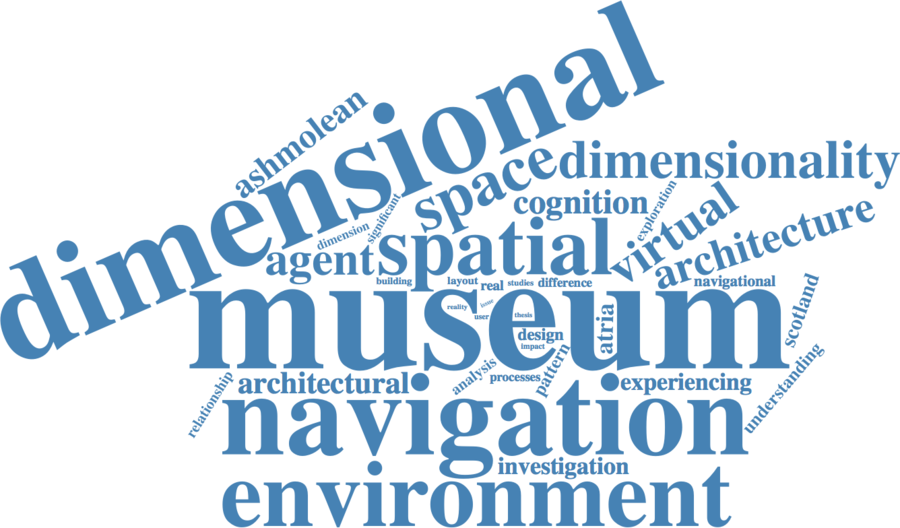 dimensional
ashmolean
space
dimensionality
cognition
exploration
significant
dimension
virtual
architecture
agent
spatial
building
layout
real
studies
difference
navigational
museum
reality
user
thesis
design
impact
atria
scotland
pattern
analysis
processes
understanding
relationship
architectural
experiencing
navigation
investigation
environment